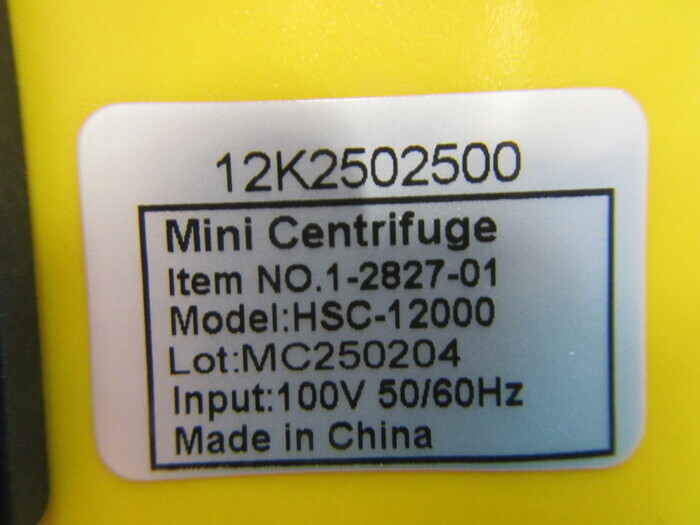 12K2502500
Mini Centrifuge
Item NO.1-2827-01
Model:HSC-12000
Lot:MC250204
Input:100V 50/60Hz
Made in China